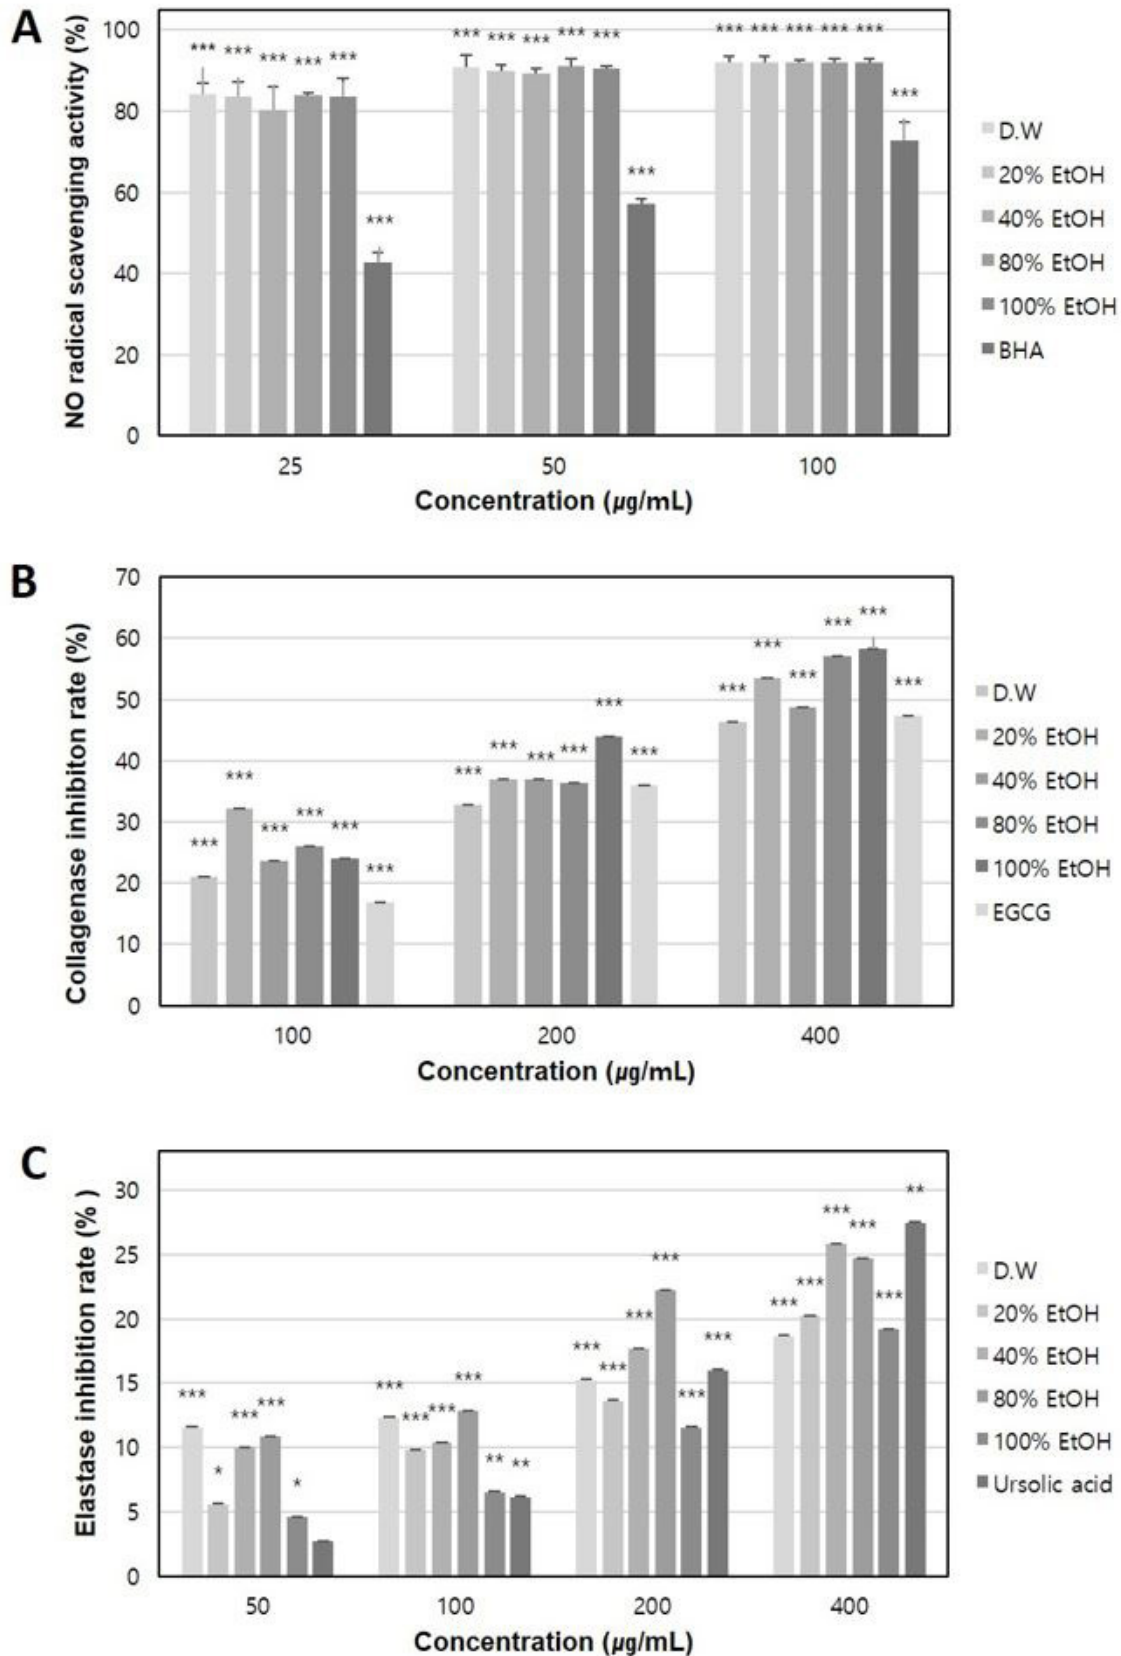 A
NO radical scavenging activity (%)
100
80
60
40
20
0
*** *** *** *** *** ***
*** *** *** *** *** ***
*** *** *** *** *** ***
25 50 100
Concentration (µg/mL)
D.W
20% EtOH
40% EtOH
80% EtOH
100% EtOH
BHA
B
Collagenase inhibiton rate (%)
70
60
50
40
30
20
10
0
*** *** *** *** *** ***
*** *** *** *** *** ***
*** *** *** *** *** ***
100 200 400
Concentration (µg/mL)
D.W
20% EtOH
40% EtOH
80% EtOH
100% EtOH
EGCG
C
Elastase inhibition rate (% )
30
25
20
15
10
5
0
*** * *** *** *
*** *** *** *** ** **
*** *** *** *** *** ***
*** *** *** *** *** **
50 100 200 400
Concentration (µg/mL)
D.W
20% EtOH
40% EtOH
80% EtOH
100% EtOH
Ursolic acid